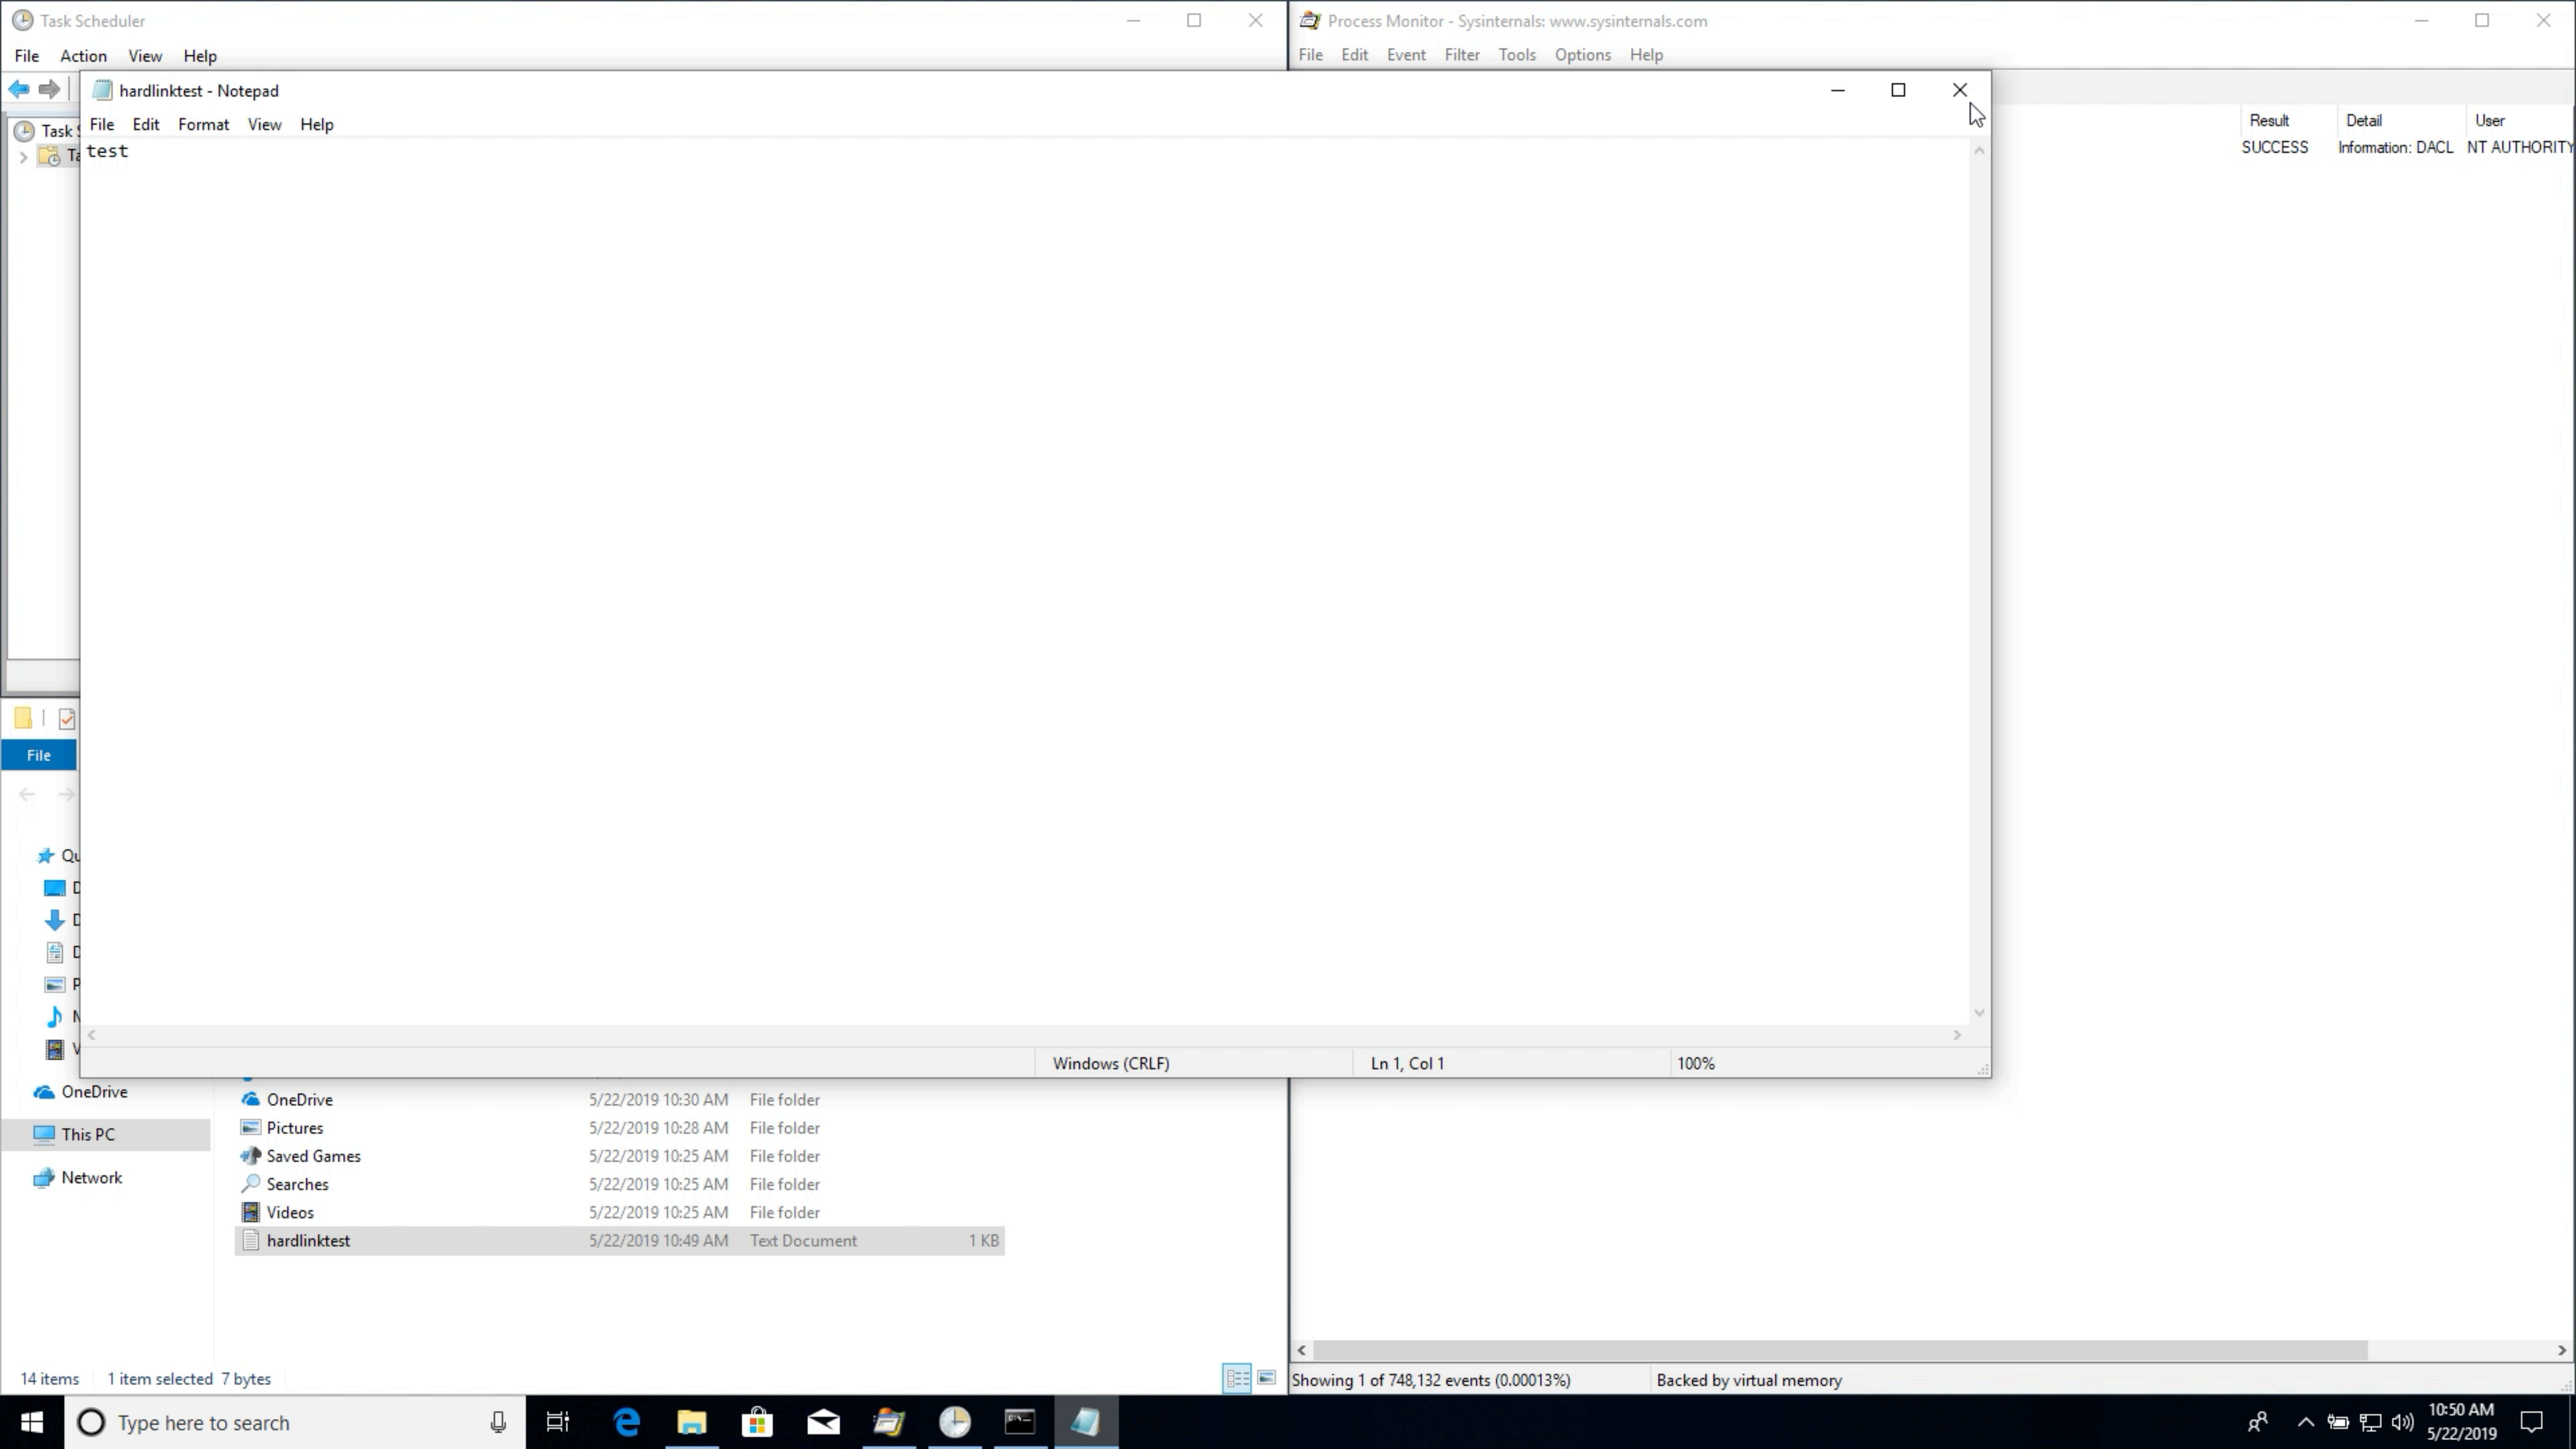 Task Scheduler
File Action View Help
Process Monitor - Sysinternals: www.sysinternals.com
File Edit Event Filter Tools Options Help
hardlinktest - Notepad
File Edit Format View Help
test
Task S
Ta
Result Detail User
SUCCESS Information: DACL NT AUTHORITY
File
Qu
D
D
D
P
M
V
Windows (CRLF) Ln 1, Col 1 100%
OneDrive
This PC
Network
OneDrive 5/22/2019 10:30 AM File folder
Pictures 5/22/2019 10:28 AM File folder
Saved Games 5/22/2019 10:25 AM File folder
Searches 5/22/2019 10:25 AM File folder
Videos 5/22/2019 10:25 AM File folder
hardlinktest 5/22/2019 10:49 AM Text Document 1 KB
14 items 1 item selected 7 bytes
Showing 1 of 748,132 events (0.00013%) Backed by virtual memory
Type here to search
10:50 AM
5/22/2019